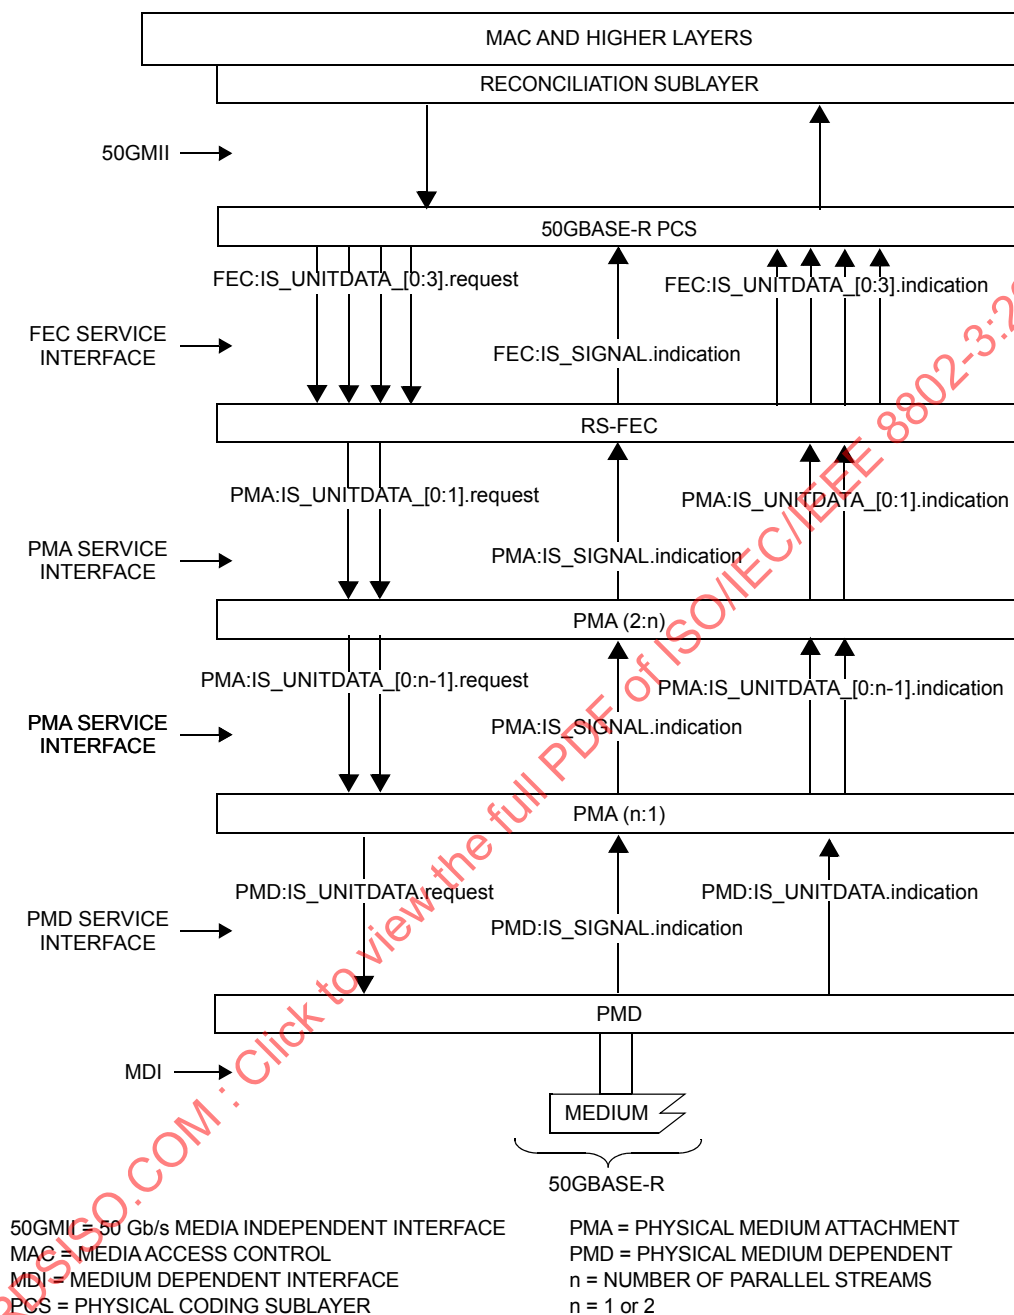 MAC AND HIGHER LAYERS
RECONCILIATION SUBLAYER
50GMII
50GBASE-R PCS
FEC:IS_UNITDATA_[0:3].request
FEC:IS_UNITDATA_[0:3].indication
FEC SERVICE
INTERFACE
FEC:IS_SIGNAL.indication
RS-FEC
PMA:IS_UNITDATA_[0:1].request
PMA:IS_UNITDATA_[0:1].indication
PMA SERVICE
INTERFACE
PMA:IS_SIGNAL.indication
PMA (2:n)
PMA:IS_UNITDATA_[0:n-1].request
PMA:IS_UNITDATA_[0:n-1].indication
PMA SERVICE
INTERFACE
PMA:IS_SIGNAL.indication
PMA (n:1)
PMD:IS_UNITDATA.request
PMD:IS_UNITDATA.indication
PMD SERVICE
INTERFACE
PMD:IS_SIGNAL.indication
PMD
MDI
MEDIUM
50GBASE-R
50GMII = 50 Gb/s MEDIA INDEPENDENT INTERFACE
MAC = MEDIA ACCESS CONTROL
MDI = MEDIUM DEPENDENT INTERFACE
PCS = PHYSICAL CODING SUBLAYER
PMA = PHYSICAL MEDIUM ATTACHMENT
PMD = PHYSICAL MEDIUM DEPENDENT
n = NUMBER OF PARALLEL STREAMS
n = 1 or 2
RDSISO.COM : Click to view the full PDF of ISO/IEC/IEEE 8802-3:2